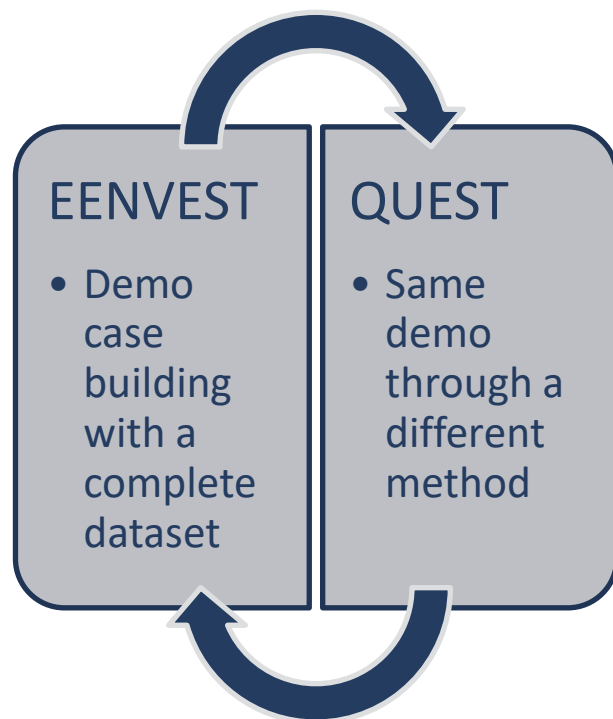 EENVEST
• Demo
case
building
with a
complete
dataset
QUEST
• Same
demo
through a
different
method